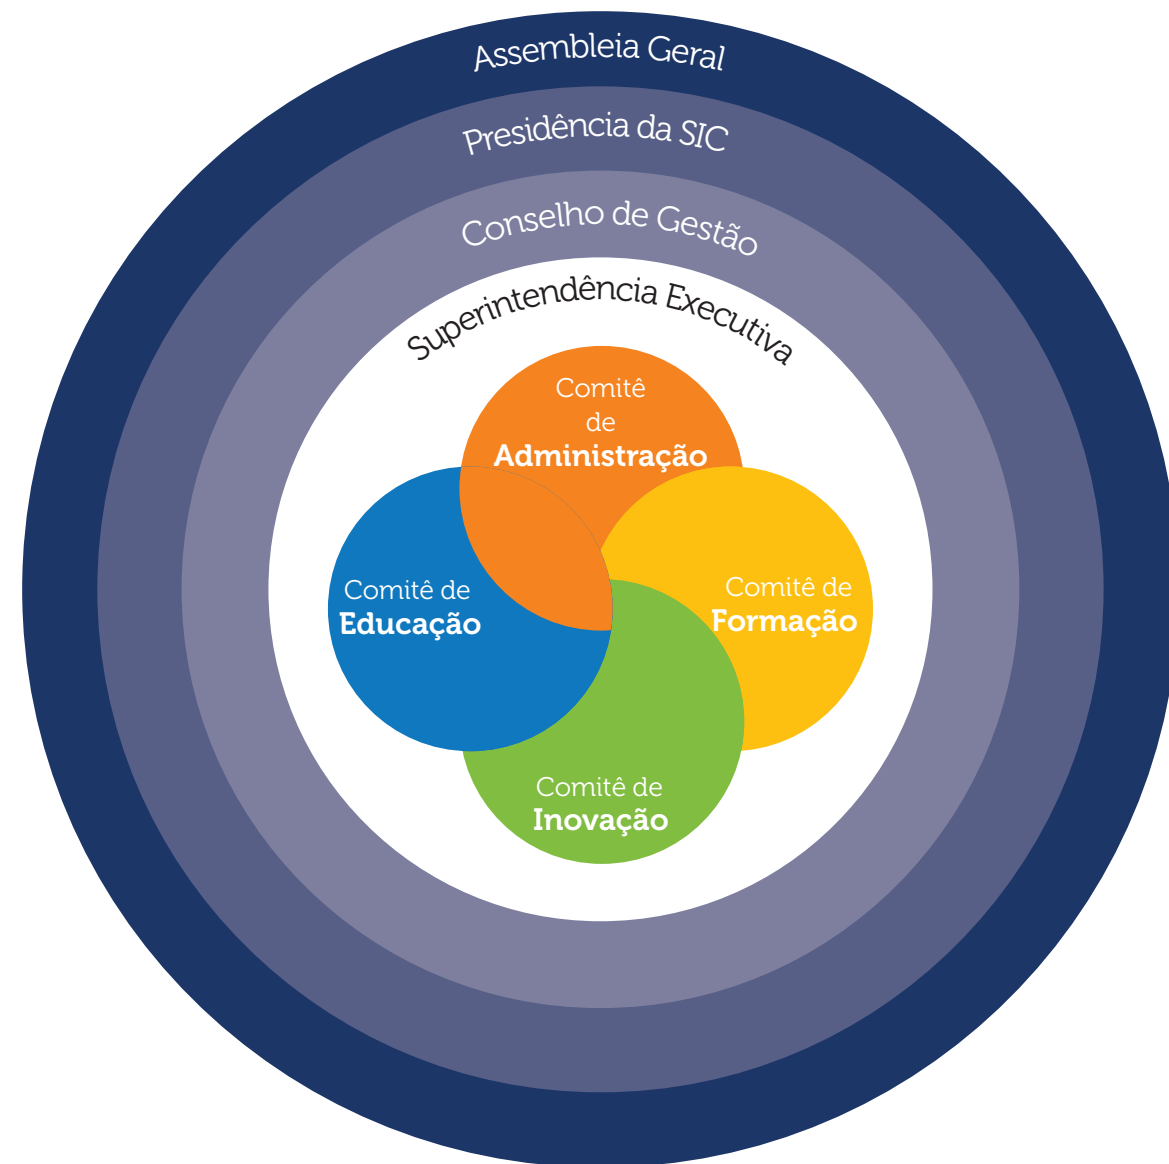 Assembleia Geral
Presidência da SIC
Conselho de Gestão
Superintendência Executiva
Comitê
de
Administração
Comitê de
Educação
Comitê de
Formação
Comitê de
Inovação